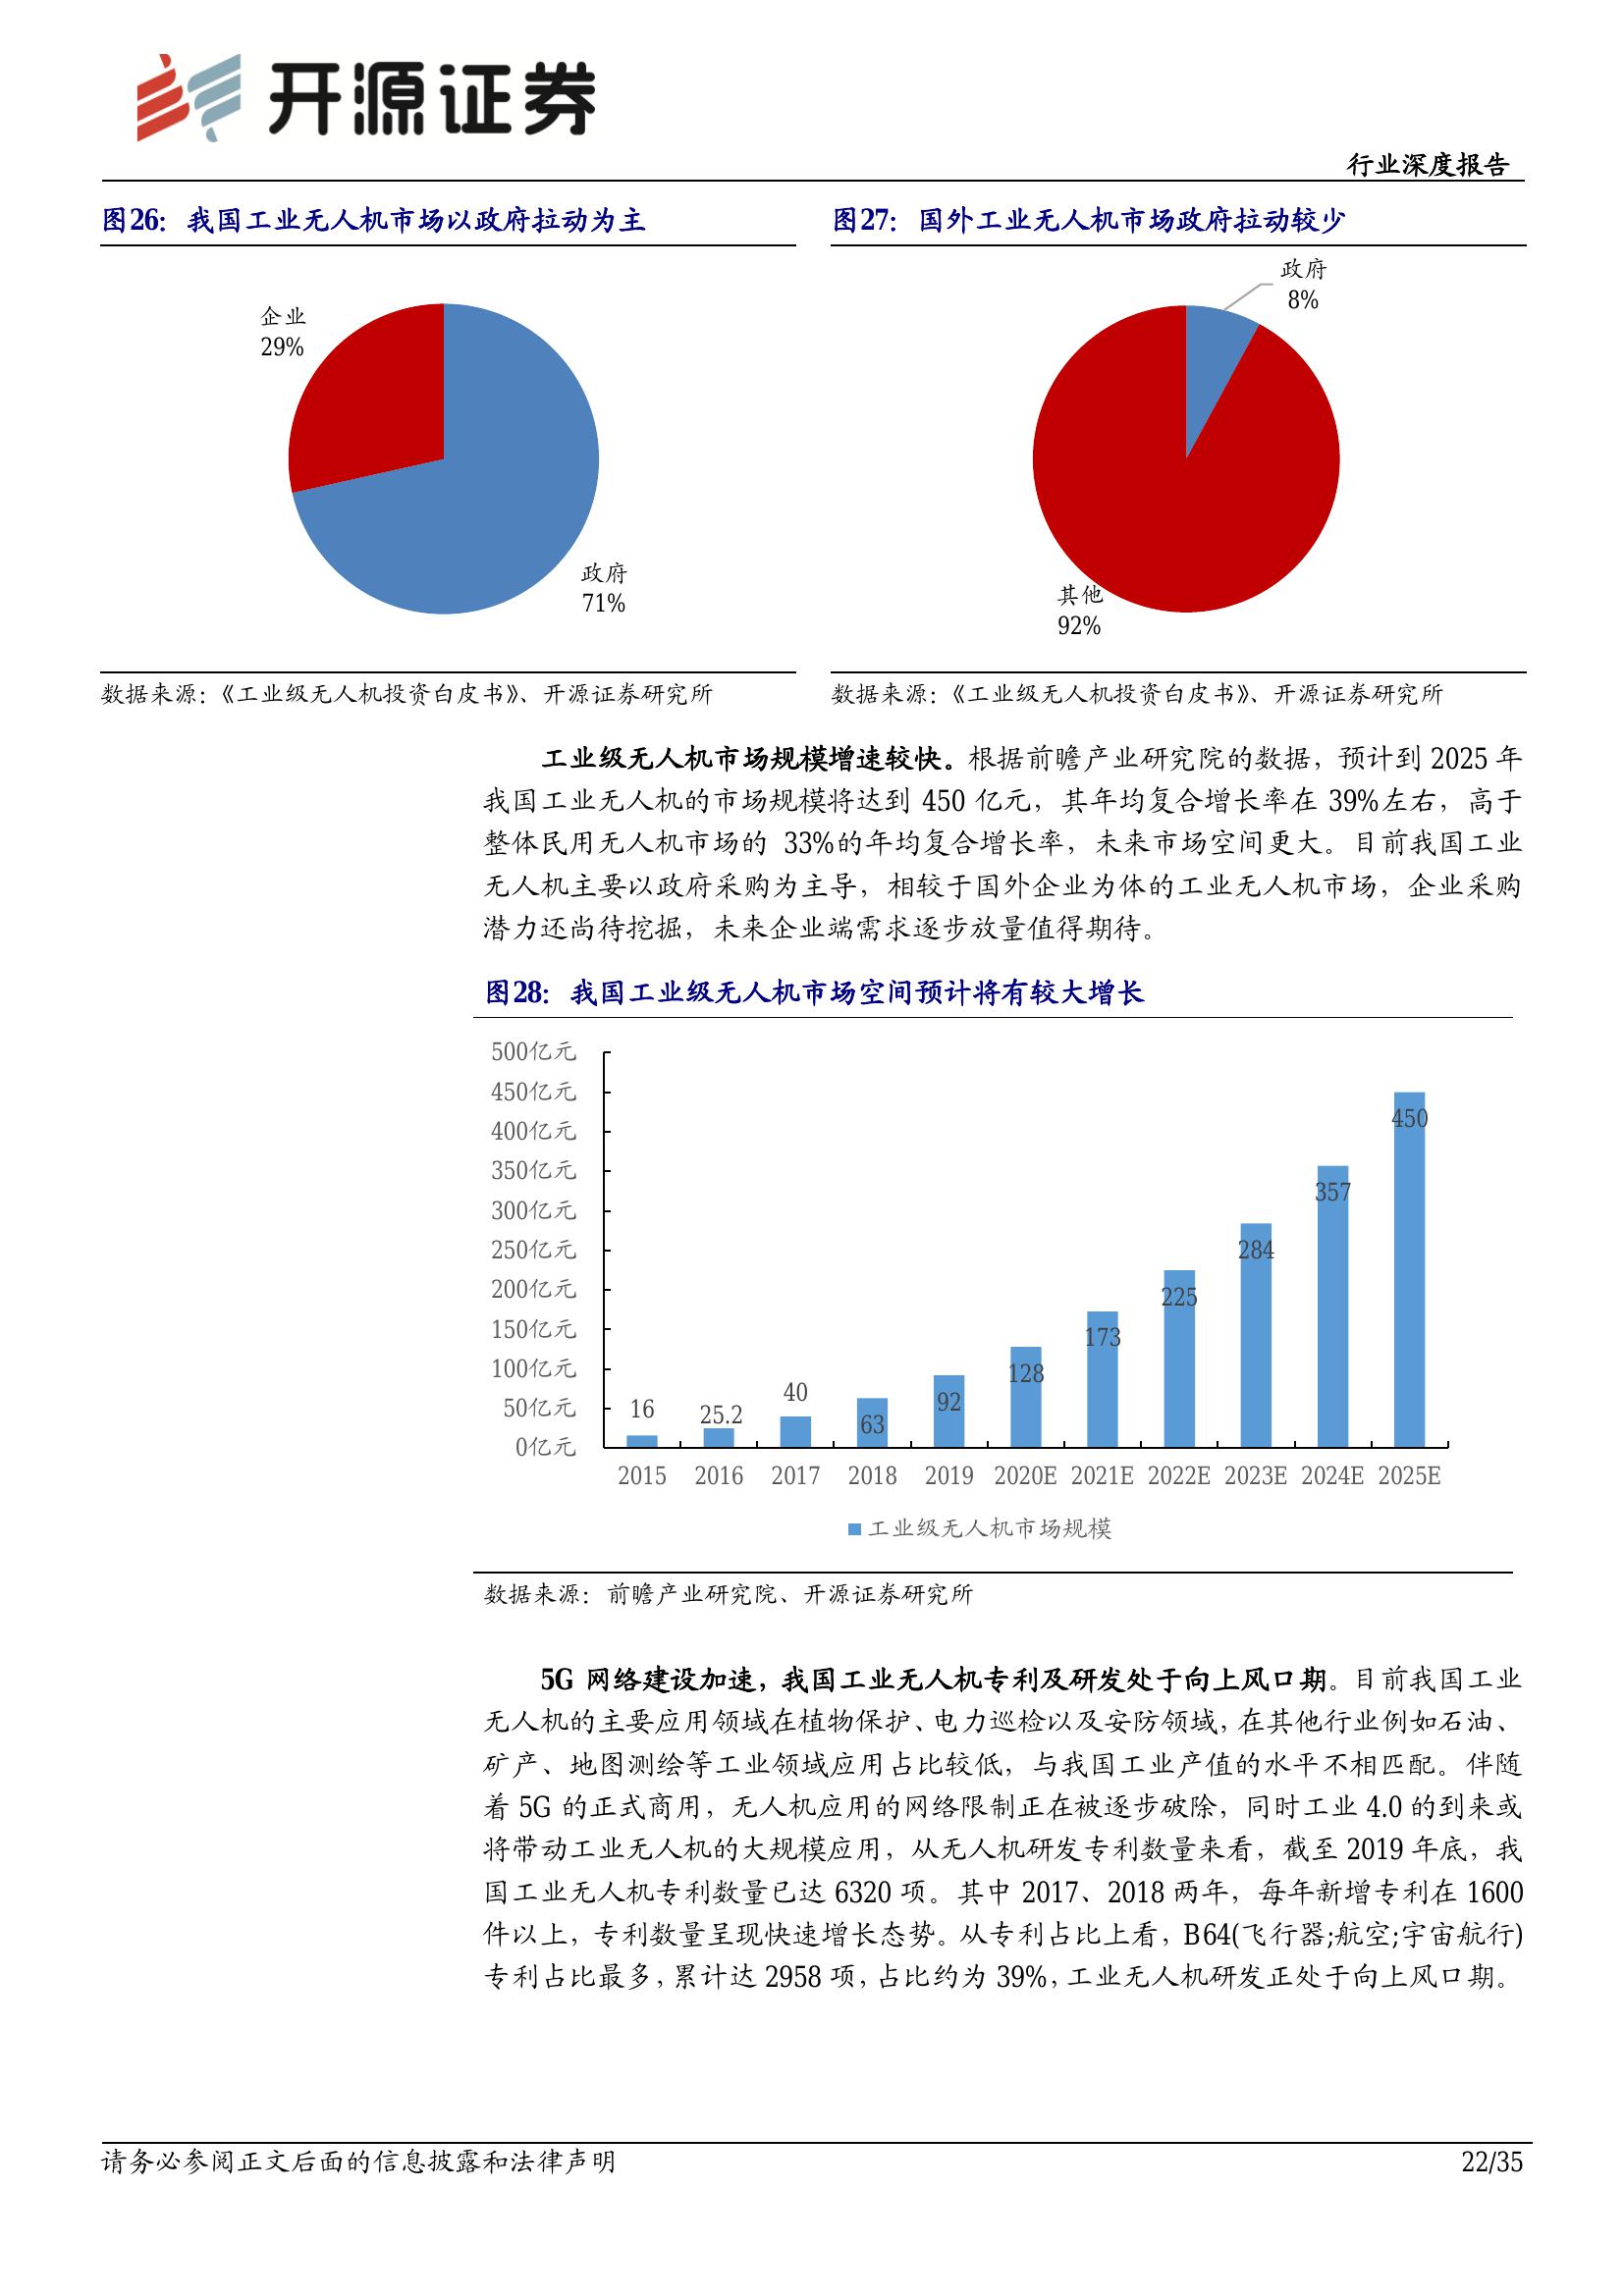 开源证券
行业深度报告
图26：我国工业无人机市场以政府拉动为主
企业
29%
政府
71%
数据来源：《工业级无人机投资白皮书》、开源证券研究所
图27：国外工业无人机市场政府拉动较少
政府
8%
其他
92%
数据来源：《工业级无人机投资白皮书》、开源证券研究所
工业级无人机市场规模增速较快。根据前瞻产业研究院的数据，预计到 2025 年
我国工业无人机的市场规模将达到 450 亿元，其年均复合增长率在 39%左右，高于
整体民用无人机市场的 33%的年均复合增长率，未来市场空间更大。目前我国工业
无人机主要以政府采购为主导，相较于国外企业为体的工业无人机市场，企业采购
潜力还尚待挖掘，未来企业端需求逐步放量值得期待。
图28：我国工业级无人机市场空间预计将有较大增长
500亿元
450亿元
400亿元
350亿元
300亿元
250亿元
200亿元
150亿元
100亿元
50亿元
0亿元
16 25.2 40 63 92 128 173 225 284 357 450
2015 2016 2017 2018 2019 2020E 2021E 2022E 2023E 2024E 2025E
工业级无人机市场规模
数据来源：前瞻产业研究院、开源证券研究所
5G 网络建设加速，我国工业无人机专利及研发处于向上风口期。目前我国工业
无人机的主要应用领域在植物保护、电力巡检以及安防领域，在其他行业例如石油、
矿产、地图测绘等工业领域应用占比较低，与我国工业产值的水平不相匹配。伴随
着 5G 的正式商用，无人机应用的网络限制正在被逐步破除，同时工业 4.0 的到来或
将带动工业无人机的大规模应用，从无人机研发专利数量来看，截至 2019 年底，我
国工业无人机专利数量已达 6320 项。其中 2017、2018 两年，每年新增专利在 1600
件以上，专利数量呈现快速增长态势。从专利占比上看，B64(飞行器;航空;宇宙航行)
专利占比最多，累计达 2958 项，占比约为 39%，工业无人机研发正处于向上风口期。
请务必参阅正文后面的信息披露和法律声明
22/35